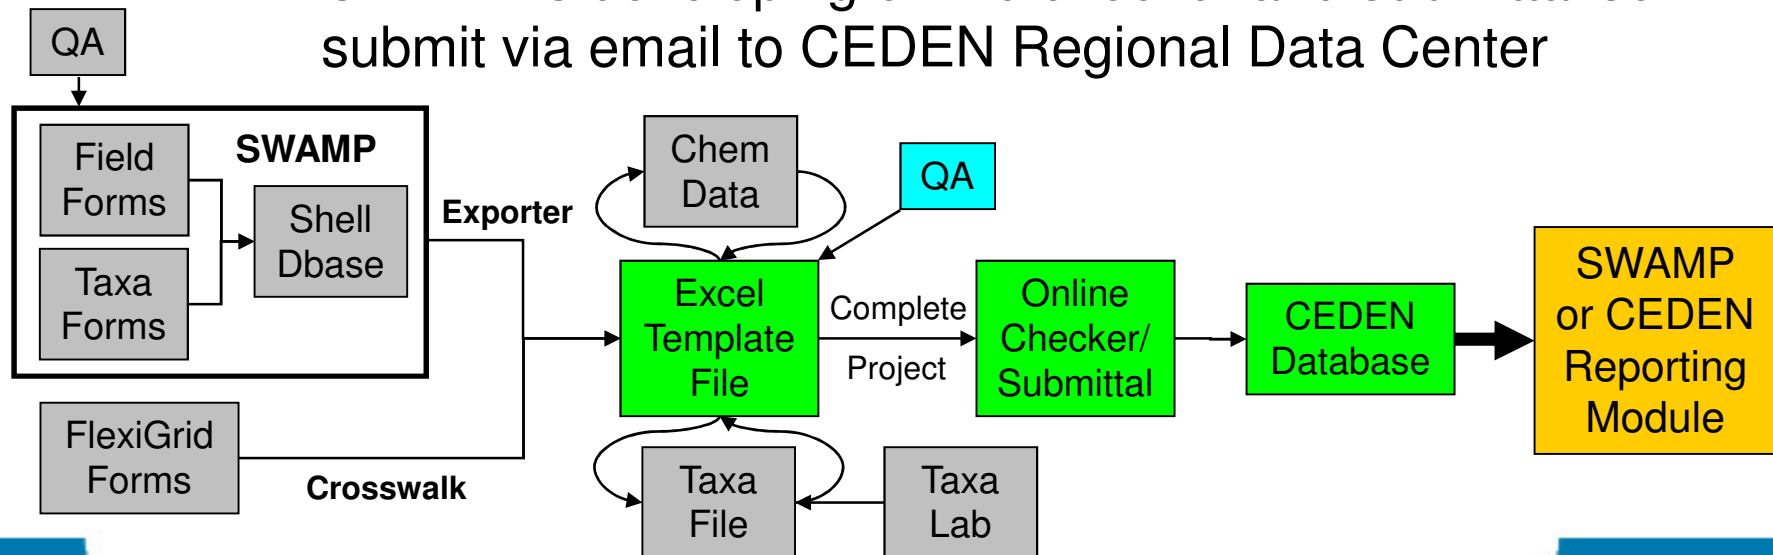 submit via email to CEDEN Regional Data Center
QA
SWAMP
Field
Forms
Taxa
Forms
Shell
Dbase
Exporter
FlexiGrid
Forms
Crosswalk
Chem
Data
QA
Excel
Template
File
Complete
Project
Online
Checker/
Submittal
CEDEN
Database
SWAMP
or CEDEN
Reporting
Module
Taxa
File
Taxa
Lab